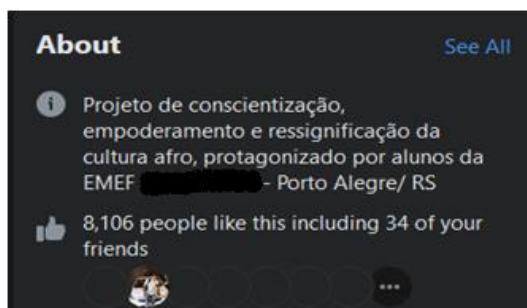 About
See All
Projeto de conscientização,
empoderamento e ressignificação da
cultura afro, protagonizado por alunos da
EMEF - Porto Alegre/ RS
8,106 people like this including 34 of your
friends